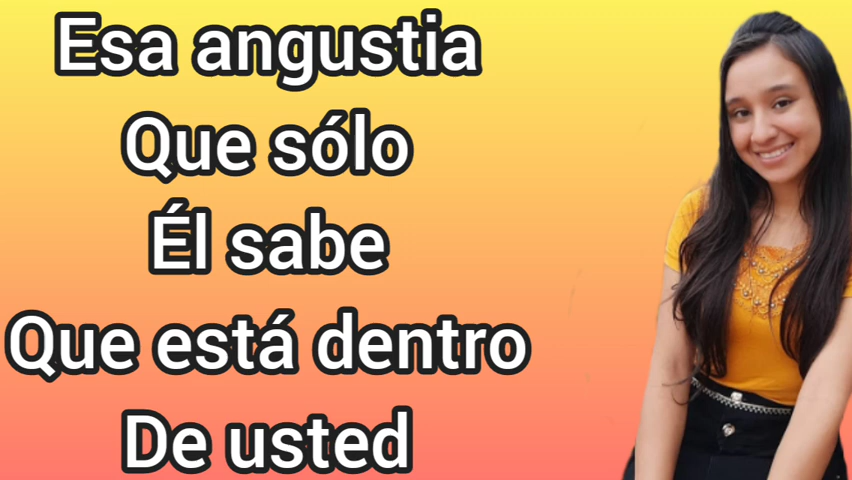 Esa angustia
Que sólo
Él sabe
Que está dentro
De usted